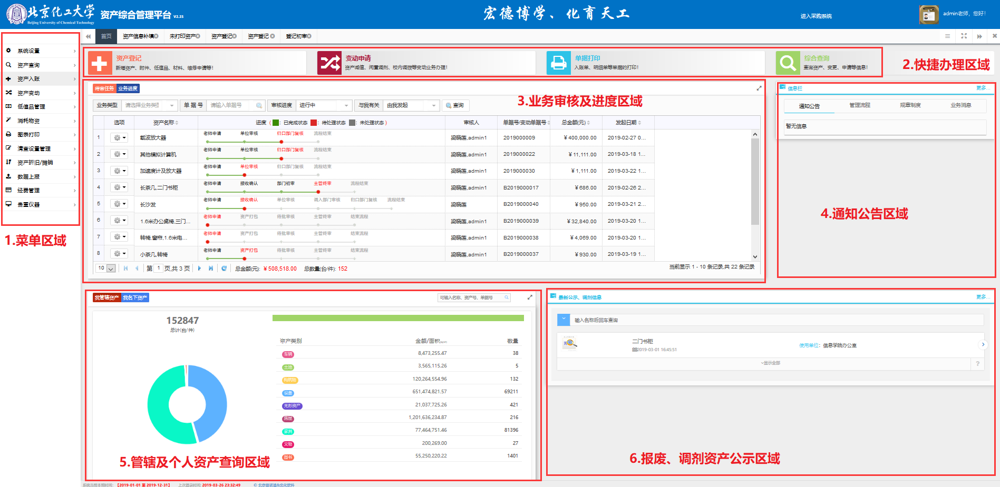 北京化工大学
Beijing University of Chemical Technology
资产综合管理平台 V2.35
宏德博学、化育天工
进入采购系统
admin老师，您好！
首页
资产信息补填
未打印资产
资产登记
资产登记
登记初审
系统设置
资产查询
资产入账
资产变动
低值品管理
消耗物资
图表打印
清查设置管理
资产折旧/摊销
数据上报
经费管理
贵重仪器
1.菜单区域
资产登记
新增资产、附件、低值品、材料、维修申请等！
变动申请
资产减值、闲置调剂、校内调拨等变动业务办理！
单据打印
入账单、明细单等单据的打印！
综合查询
查询资产、变更、申请等信息！
2.快捷办理区域
待审任务 业务进度
3.业务审核及进度区域
业务类型 请选择业务类型 单 据 号 请输入单据号 审核进度 进行中 与我有关 由我发起 查询
选项 资产名称 进度（ ：已完成状态 ：待处理状态 ：未处理状态 ） 审核人 单据号/变动单据号 总金额(元) 发起日期
1 载波放大器 老师申请 单位审核 归口部门复核 流程结束 梁晓莲,admin1 2019000009 ￥400,000.00 2019-02-27 0...
2 其他模拟计算机 老师申请 单位审核 归口部门复核 流程结束 梁晓莲,admin1 2019000022 ￥11,111.00 2019-03-18 1...
3 加速度计及放大器 老师申请 单位审核 归口部门复核 流程结束 梁晓莲,admin1 2019000030 ￥1,111.00 2019-03-22 1...
4 长茶几,二门书柜 老师申请 接收确认 部门初审 主管终审 流程结束 梁晓莲,admin1 B2019000017 ￥686.00 2019-02-26 2...
5 长沙发 老师申请 接收确认 单位审核 调入部门审核 归口部门复核 流程结束 梁晓莲 B2019000040 ￥950.00 2019-03-21 2...
6 1.6米办公桌椅,三门... 老师申请 资产打包 待批审核 主管终审 结束流程 梁晓莲,admin1 B2019000039 ￥32,840.00 2019-03-20 1...
7 转椅,窗帘,1.6米电... 老师申请 资产打包 待批审核 主管终审 结束流程 梁晓莲,admin1 B2019000038 ￥4,069.00 2019-03-20 1...
8 小茶几,转椅 老师申请 资产打包 待批审核 主管终审 结束流程 梁晓莲,admin1 B2019000037 ￥930.00 2019-03-19 1...
10 第 1 页,共 3 页 总金额(元): ￥508,518.00 总数量(台/件): 152 当前显示 1 - 10 条记录,共 22 条记录
信息栏 更多...
通知公告 管理流程 规章制度 业务消息
暂无信息
4.通知公告区域
我管辖资产 我名下资产
可输入名称、资产号、单据号
152847
总计(台/件)
资产类别 金额/面积 数量
车辆 8,473,255.47 38
土地 3,565,115.26 5
构筑物 120,264,554.96 132
设备 651,474,821.57 69211
无形资产 21,037,725.26 421
房屋 1,201,636,234.87 216
家具 77,464,751.46 81396
文物 200,269.00 27
图书 55,250,220.22 1401
5.管辖及个人资产查询区域
最新公示、调剂信息 更多...
输入名称后回车查询
二门书柜
2019-03-01 16:45:51
使用单位：信息学院办公室
显示全部
?
6.报废、调剂资产公示区域
系统当前本期时间：【2019-01-01 至 2019-12-31】 上次登录时间: 2019-03-26 23:32:49 © 北京普诺迪&北化软件